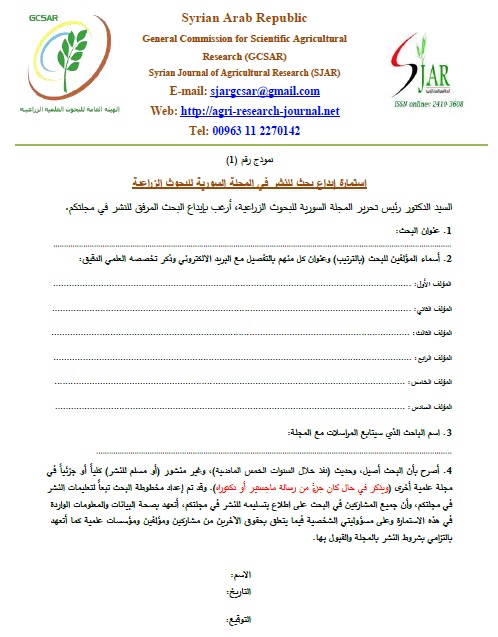 GCSAR
الهيئة العامة للبحوث العلمية الزراعية
Syrian Arab Republic
General Commission for Scientific Agricultural
Research (GCSAR)
Syrian Journal of Agricultural Research (SJAR)
E-mail: sjargcsar@gmail.com
Web: http://agri-research-journal.net
Tel: 00963 11 2270142
SJAR
ISSN online: 2410-3608
نموذج رقم (1)
إستمارة إيداع بحث للنشر في المجلة السورية للبحوث الزراعية
السيد الدكتور رئيس تحرير المجلة السورية للبحوث الزراعية، أرغب بإيداع البحث المرفق للنشر في مجلتكم.
1. عنوان البحث:
2. أسماء المؤلفين للبحث (بالترتيب) وعنوان كل منهم بالتفصيل مع البريد الالكتروني وذكر تخصصه العلمي الدقيق:
المؤلف الأول:
المؤلف الثاني:
المؤلف الثالث:
المؤلف الرابع:
المؤلف الخامس:
المؤلف السادس:
3. اسم الباحث الذي سيتابع المراسلات مع المجلة:
4. أصرح بأن البحث أصيل، وحديث (نفذ خلال السنوات الخمس الماضية)، وغير منشور (أو مسلم للنشر) كلياً أو جزئياً في
مجلة علمية أخرى (ويذكر في حال كان جزءً من رسالة ماجستير أو دكتوراه). وقد تم إعداد مخطوطة البحث تبعاً لتعليمات النشر
في مجلتكم، وأن جميع المشاركين في البحث على اطلاع بتسليمه للنشر في مجلتكم، أتعهد بصحة البيانات والمعلومات الواردة
في هذه الاستمارة وعلى مسؤوليتي الشخصية فيما يتعلق بحقوق الآخرين من مشاركين ومؤلفين ومؤسسات علمية كما أتعهد
بالتزامي بشروط النشر بالمجلة والقبول بها.
الاسم:
التاريخ:
التوقيع: